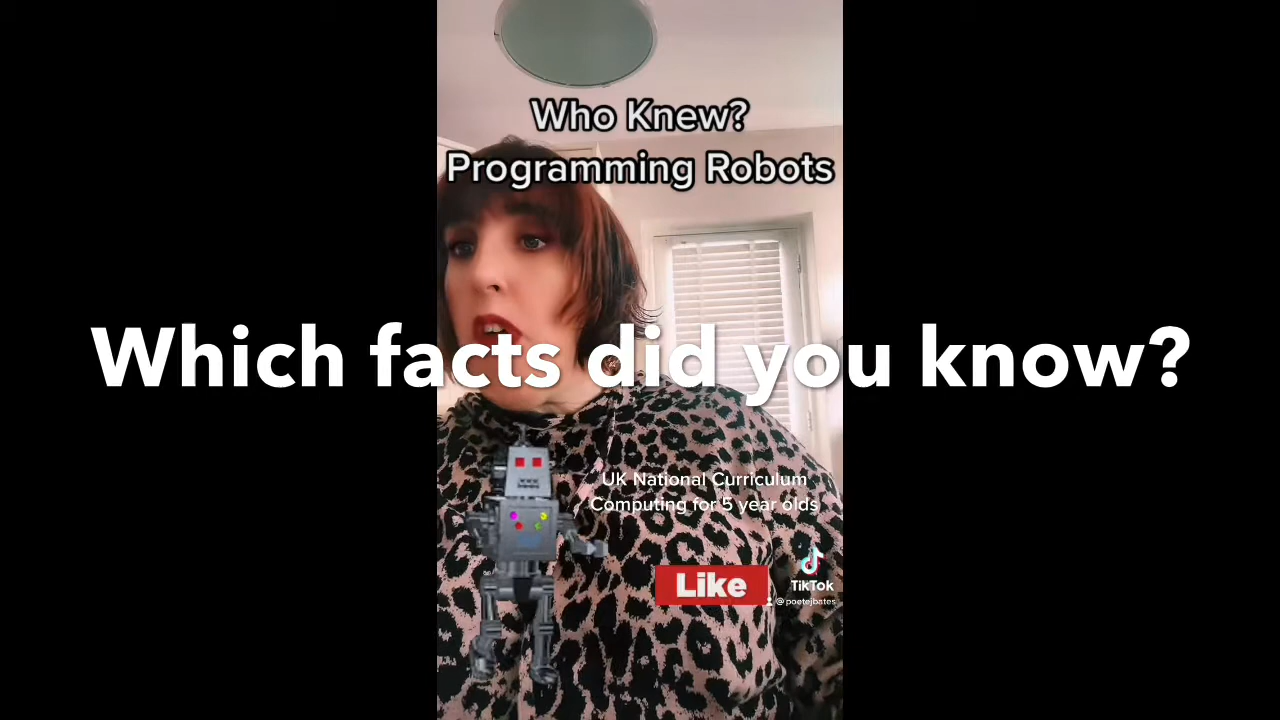 Who Knew?
Programming Robots
Which facts did you know?
UK National Curriculum
Computing for 5 year olds
Like
TikTok
@poetejbates